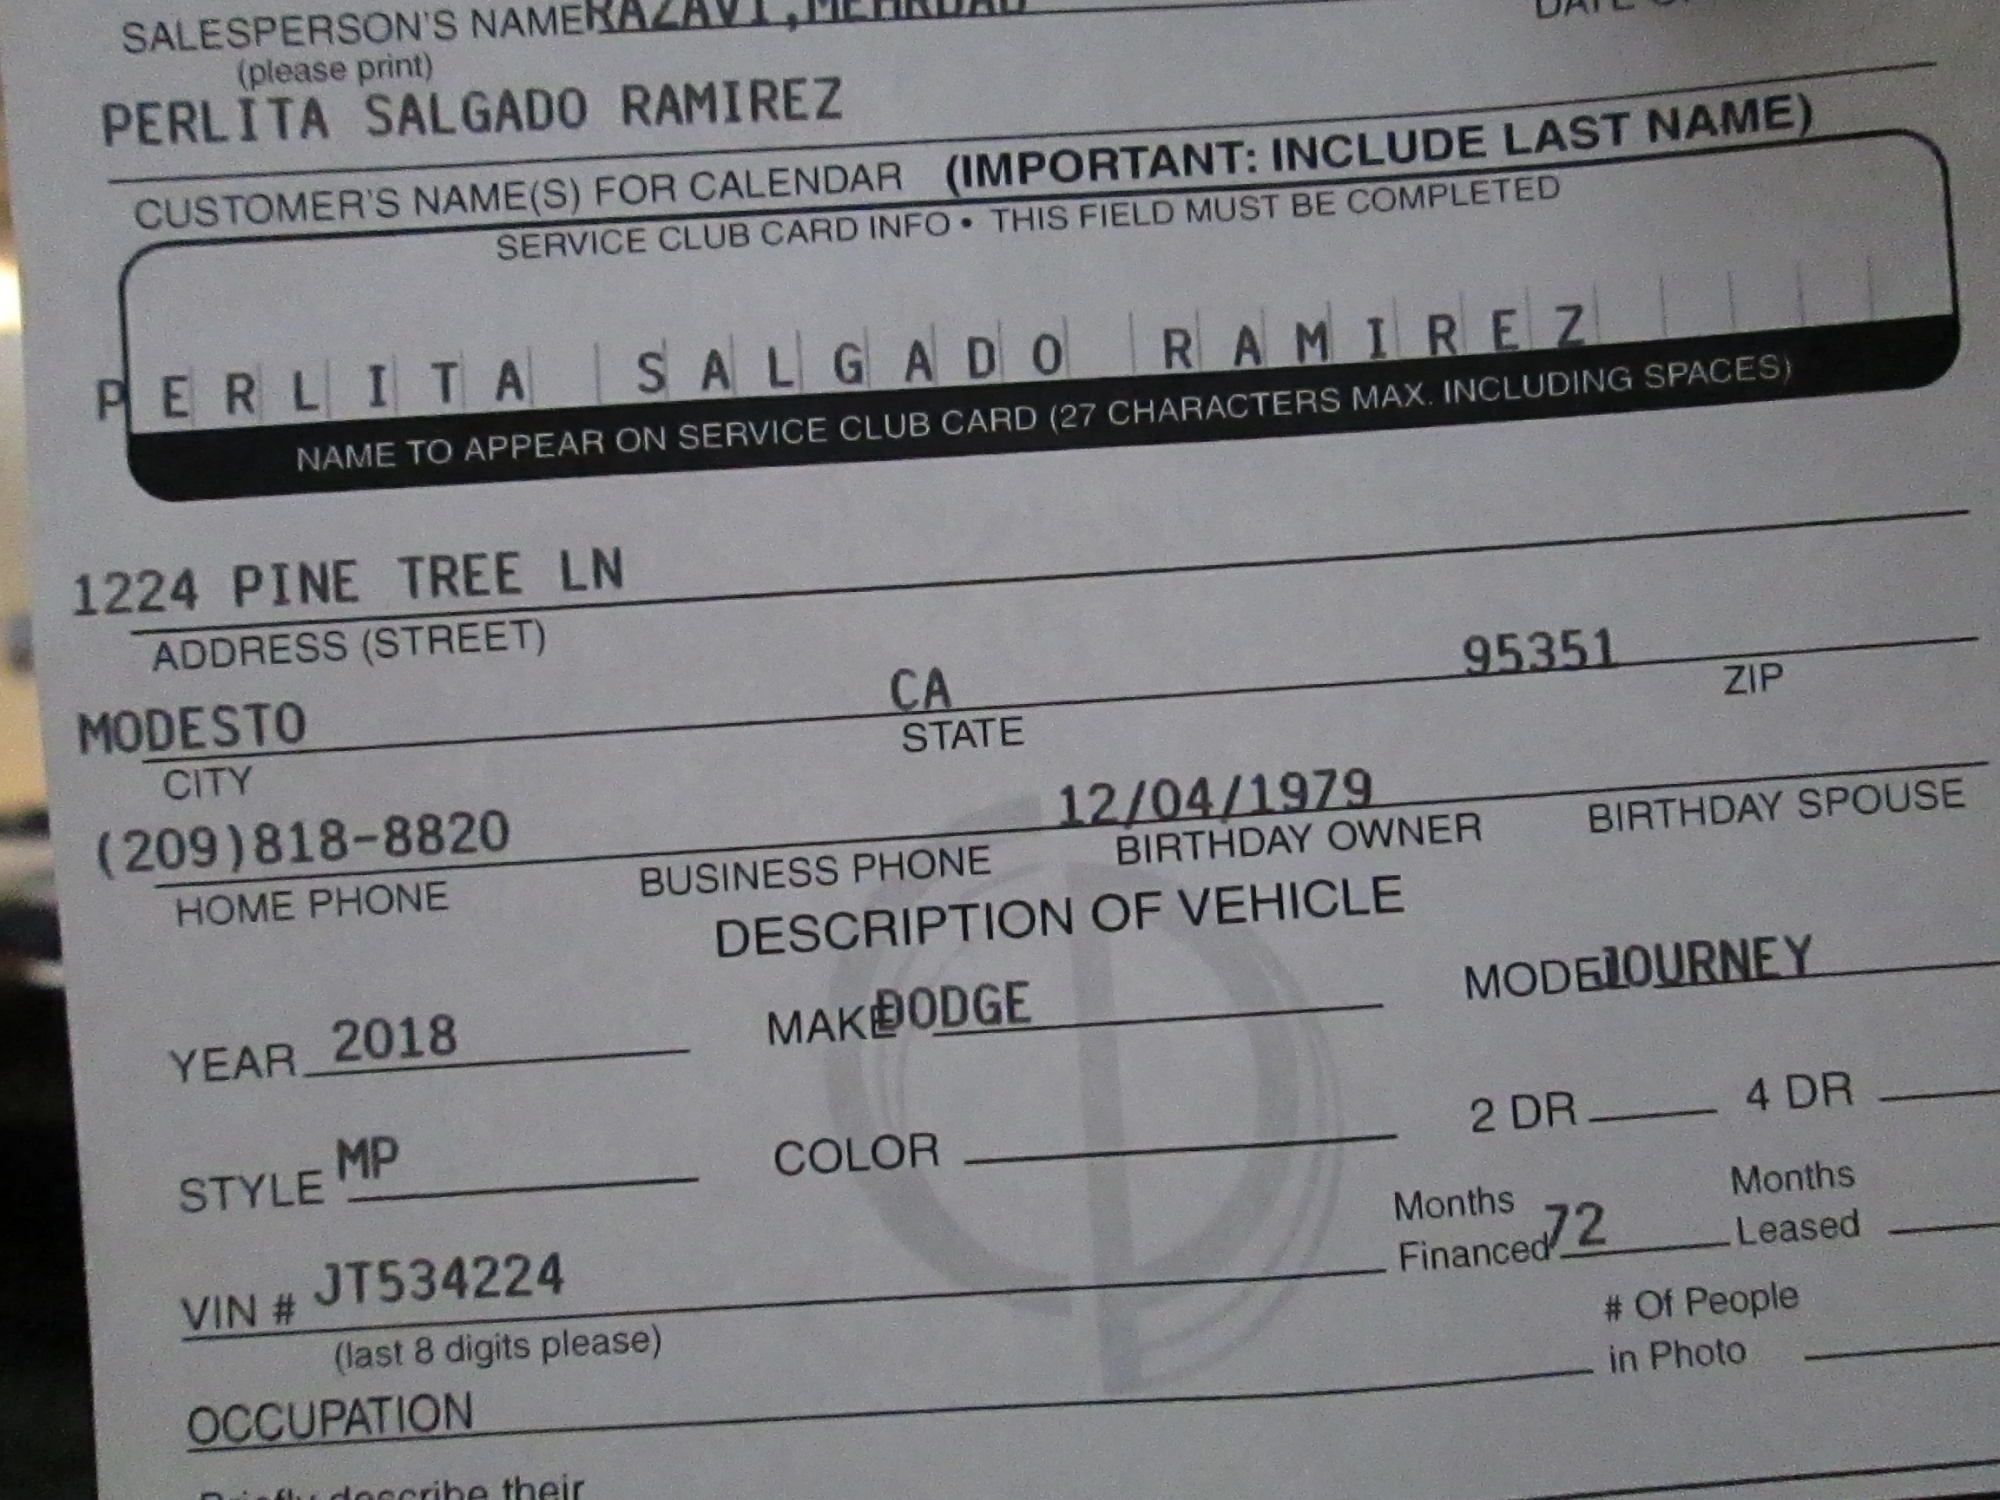 SALESPERSON'S NAME RAZAVI, MEHRDAD
(please print)
PERLITA SALGADO RAMIREZ
CUSTOMER'S NAME(S) FOR CALENDAR (IMPORTANT: INCLUDE LAST NAME)
SERVICE CLUB CARD INFO • THIS FIELD MUST BE COMPLETED
PERLITA SALGADO RAMIREZ
NAME TO APPEAR ON SERVICE CLUB CARD (27 CHARACTERS MAX. INCLUDING SPACES)
1224 PINE TREE LN
ADDRESS (STREET)
MODESTO CA 95351
CITY STATE ZIP
(209)818-8820 12/04/1979
HOME PHONE BUSINESS PHONE BIRTHDAY OWNER BIRTHDAY SPOUSE
DESCRIPTION OF VEHICLE
YEAR 2018 MAKE DODGE MODEL JOURNEY
STYLE MP COLOR 2 DR 4 DR
VIN # JT534224 Months Financed 72 Months Leased
(last 8 digits please)
# Of People
in Photo
OCCUPATION
Briefly describe their